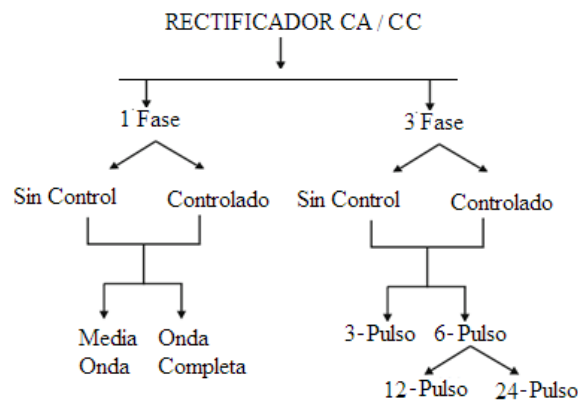 RECTIFICADOR CA / CC
1 Fase
3 Fase
Sin Control
Controlado
Sin Control
Controlado
Media
Onda
Onda
Completa
3-Pulso
6-Pulso
12-Pulso
24-Pulso